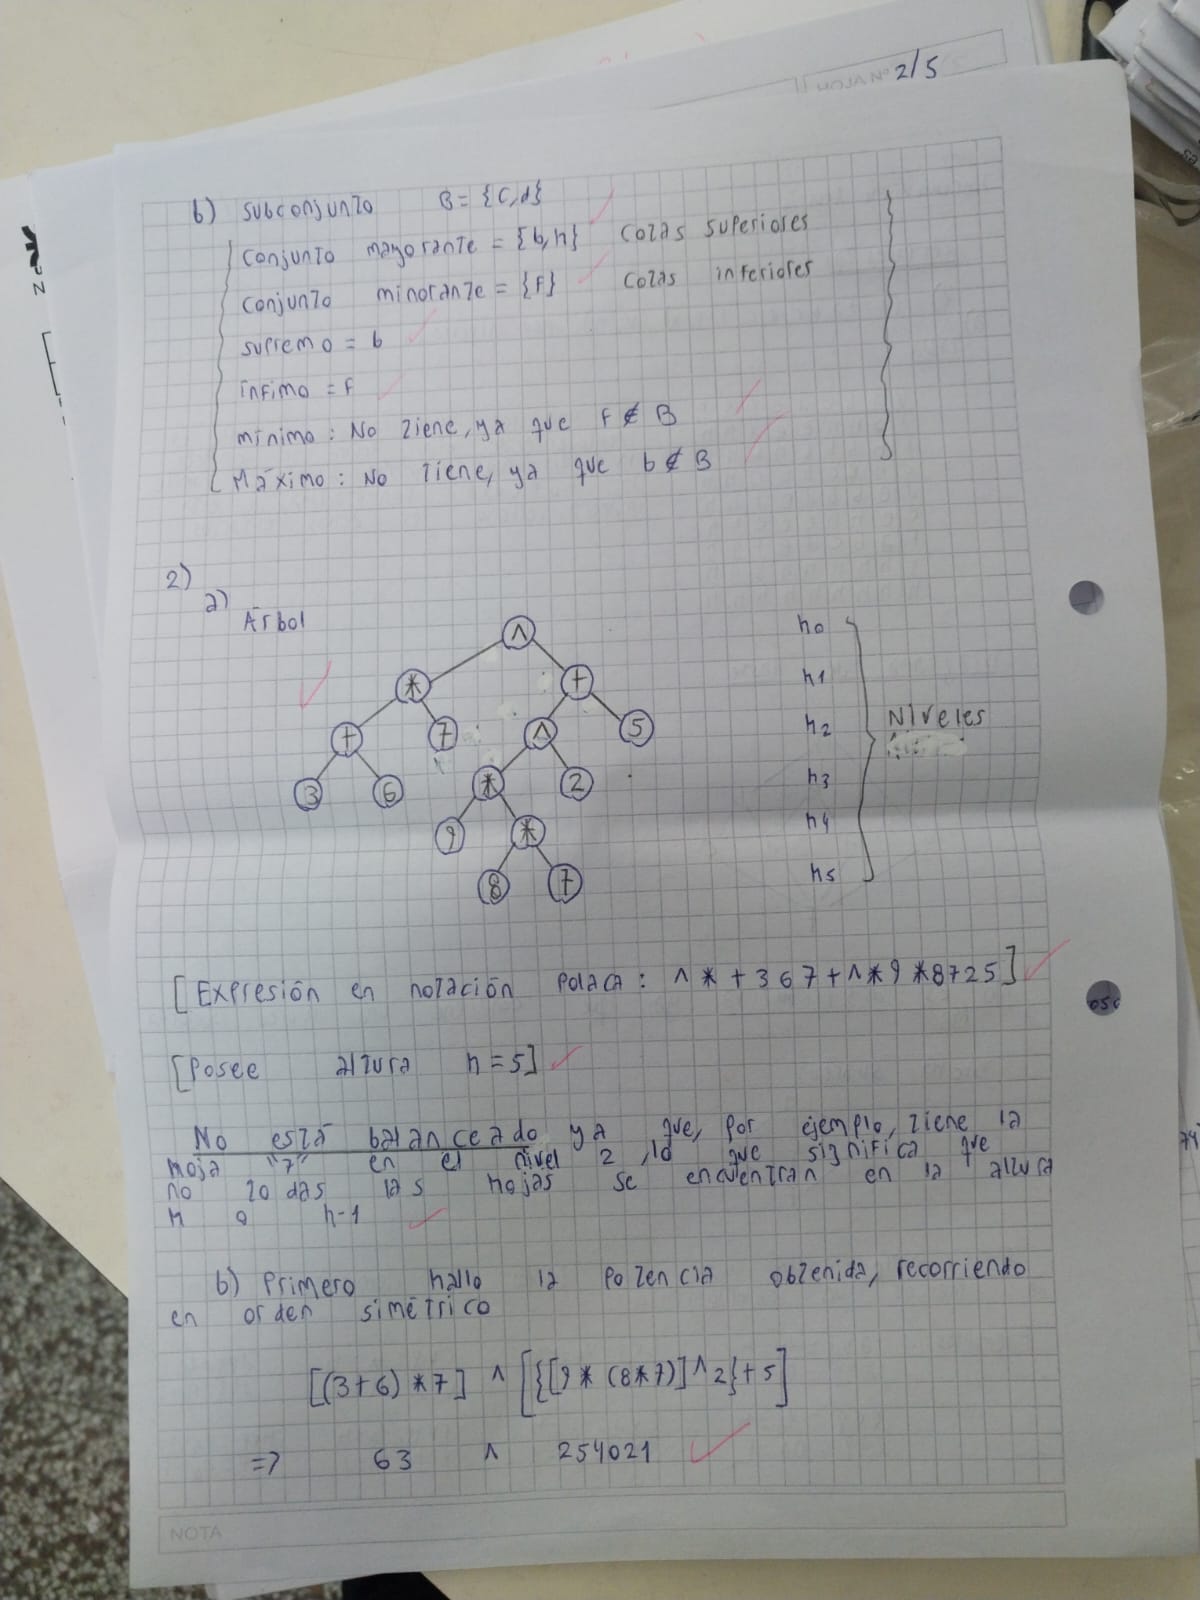 HOJA Nº 2/5
b) subconjunto B = {c,d}
Conjunto mayorante = {b,h} cotas superiores
Conjunto minorante = {f} cotas inferiores
supremo = b
ínfimo = f
mínimo: No tiene, ya que f ∉ B
Máximo: No tiene, ya que b ∉ B
2)
a) Árbol
^ h0
* + h1
+ 7 ^ 5 h2 Niveles
3 6 * 2 h3
9 * h4
8 7 h5
[Expresión en notación polaca: ^ * + 3 6 7 + ^ * 9 * 8 7 2 5]
[Posee altura h = 5]
No está balanceado ya que, por ejemplo, tiene la
hoja "7" en el nivel 2, lo que significa que
no todas las hojas se encuentran en la altura
h o h-1
b) Primero hallo la potencia obtenida, recorriendo
en orden simétrico
[(3+6) * 7] ^ [{[9 * (8*7)] ^ 2} + 5]
=> 63 ^ 254021
NOTA